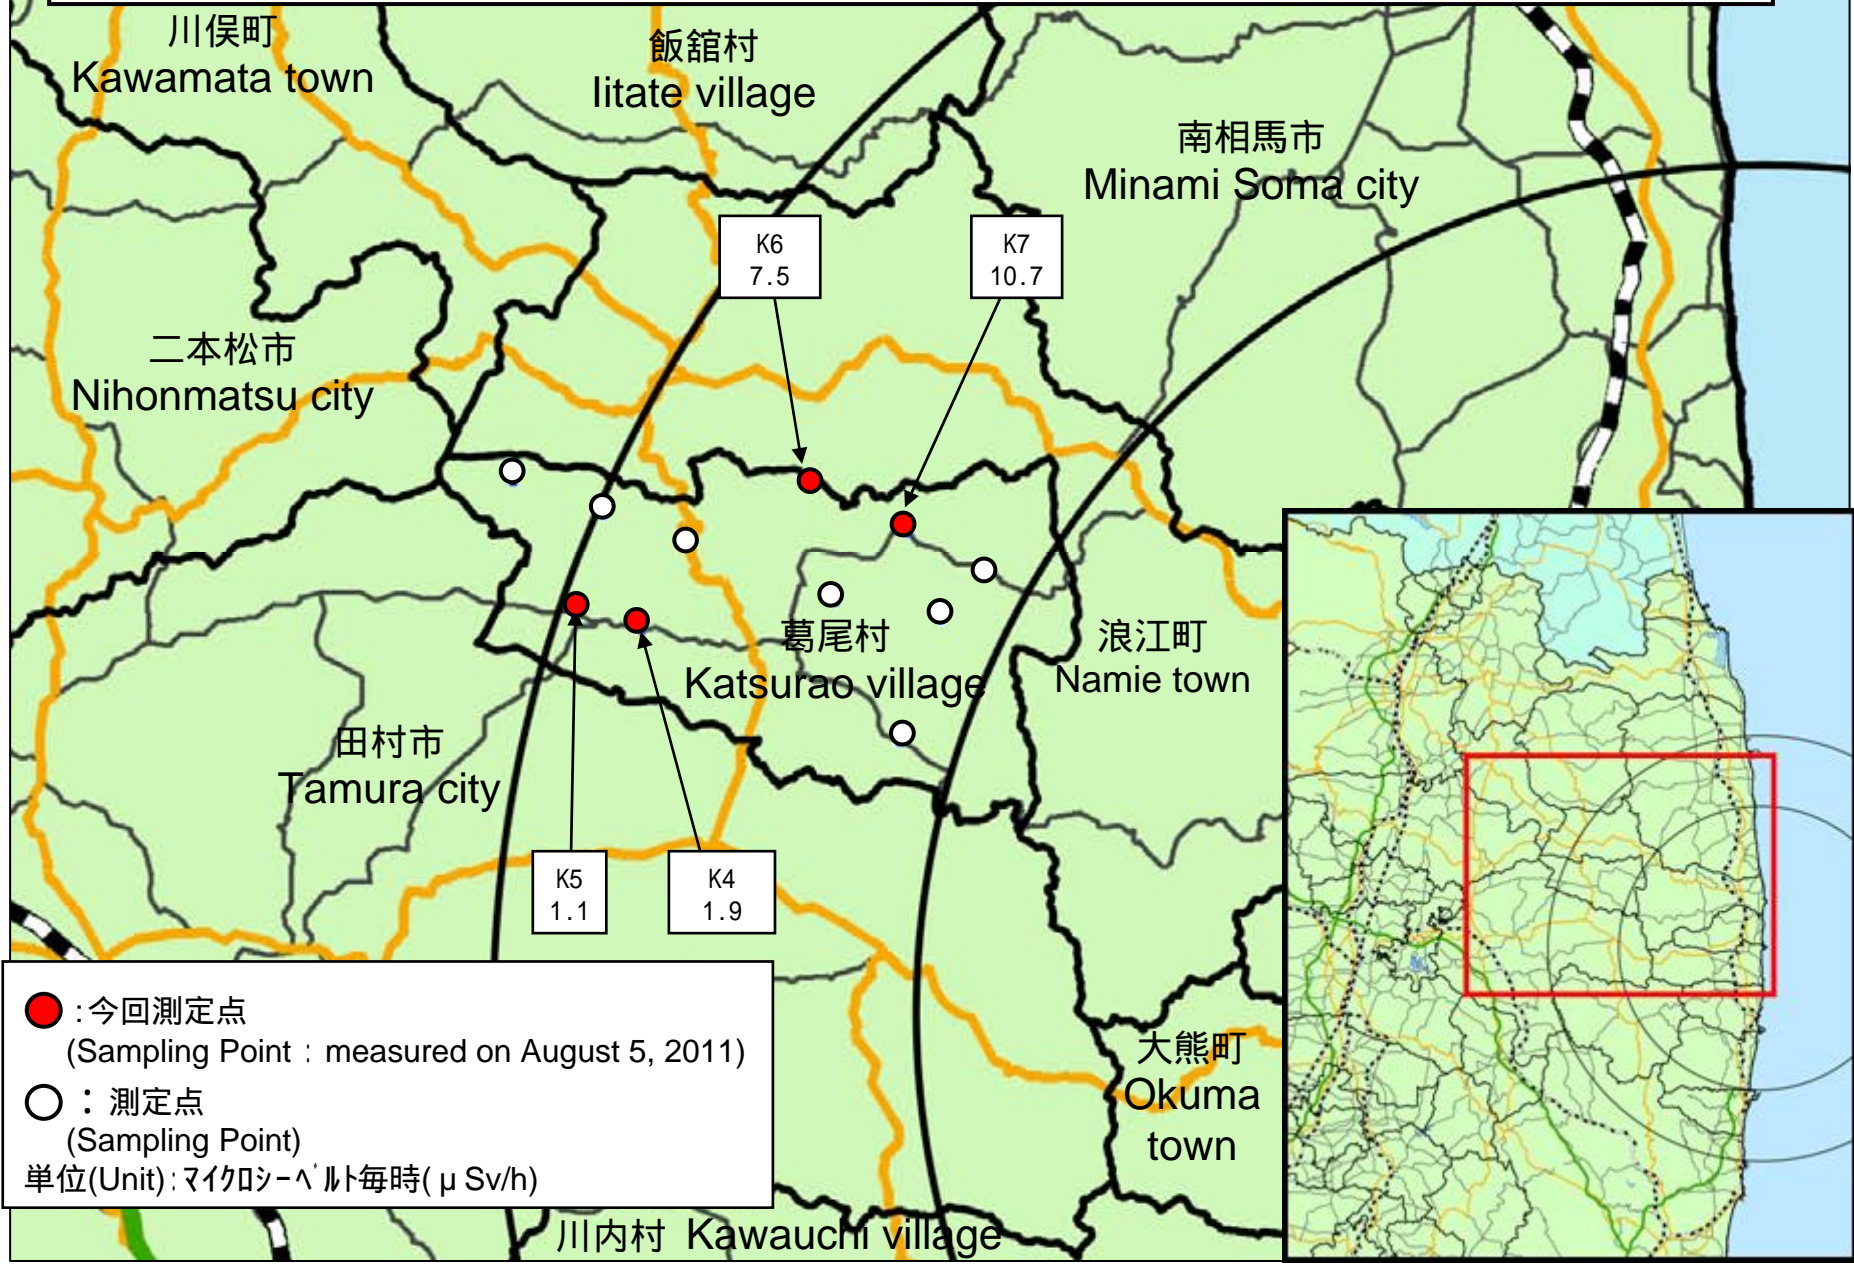 川俣町
Kawamata town
飯舘村
Iitate village
南相馬市
Minami Soma city
K6
7.5
K7
10.7
二本松市
Nihonmatsu city
葛尾村
Katsurao village
浪江町
Namie town
田村市
Tamura city
K5
1.1
K4
1.9
:今回測定点
(Sampling Point : measured on August 5, 2011)
: 測定点
(Sampling Point)
単位(Unit):マイクロシーベルト毎時(μSv/h)
大熊町
Okuma
town
川内村 Kawauchi village